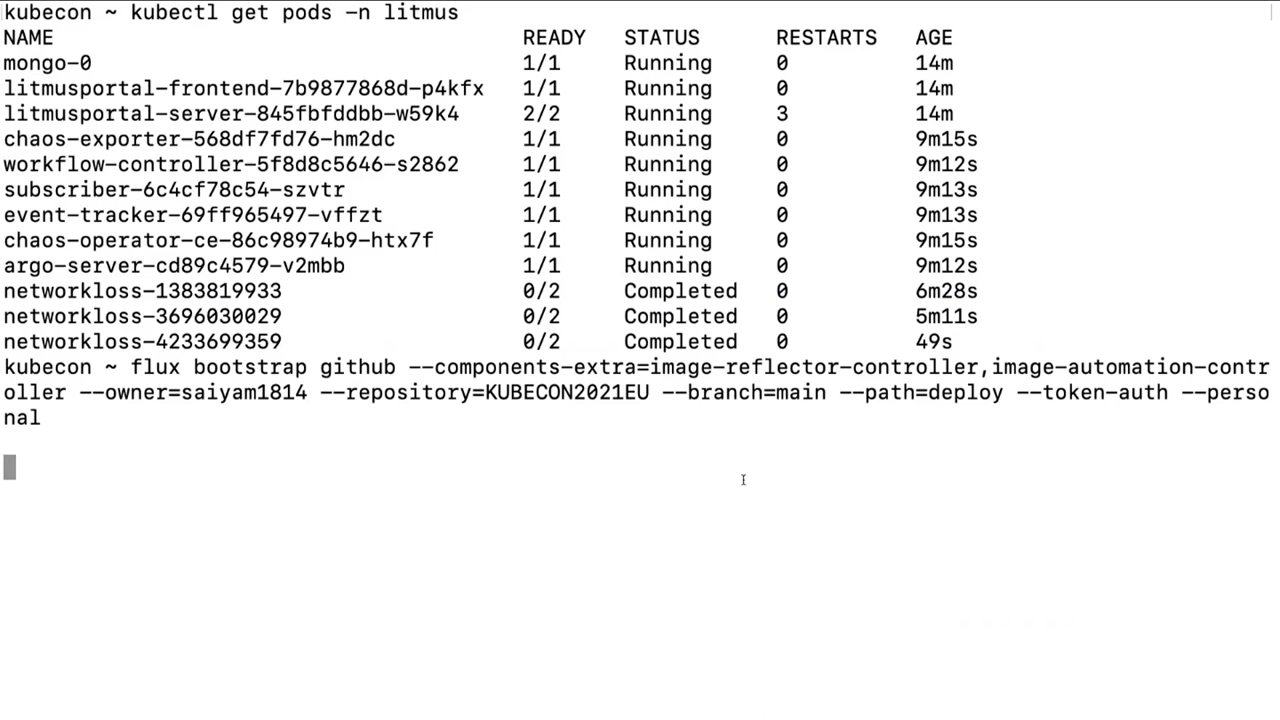 kubecon ~ kubectl get pods -n litmus
NAME READY STATUS RESTARTS AGE
mongo-0 1/1 Running 0 14m
litmusportal-frontend-7b9877868d-p4kfx 1/1 Running 0 14m
litmusportal-server-845fbfddbb-w59k4 2/2 Running 3 14m
chaos-exporter-568df7fd76-hm2dc 1/1 Running 0 9m15s
workflow-controller-5f8d8c5646-s2862 1/1 Running 0 9m12s
subscriber-6c4cf78c54-szvtr 1/1 Running 0 9m13s
event-tracker-69ff965497-vffzt 1/1 Running 0 9m13s
chaos-operator-ce-86c98974b9-htx7f 1/1 Running 0 9m15s
argo-server-cd89c4579-v2mbb 1/1 Running 0 9m12s
networkloss-1383819933 0/2 Completed 0 6m28s
networkloss-3696030029 0/2 Completed 0 5m11s
networkloss-4233699359 0/2 Completed 0 49s
kubecon ~ flux bootstrap github --components-extra=image-reflector-controller,image-automation-contr
oller --owner=saiyam1814 --repository=KUBECON2021EU --branch=main --path=deploy --token-auth --perso
nal